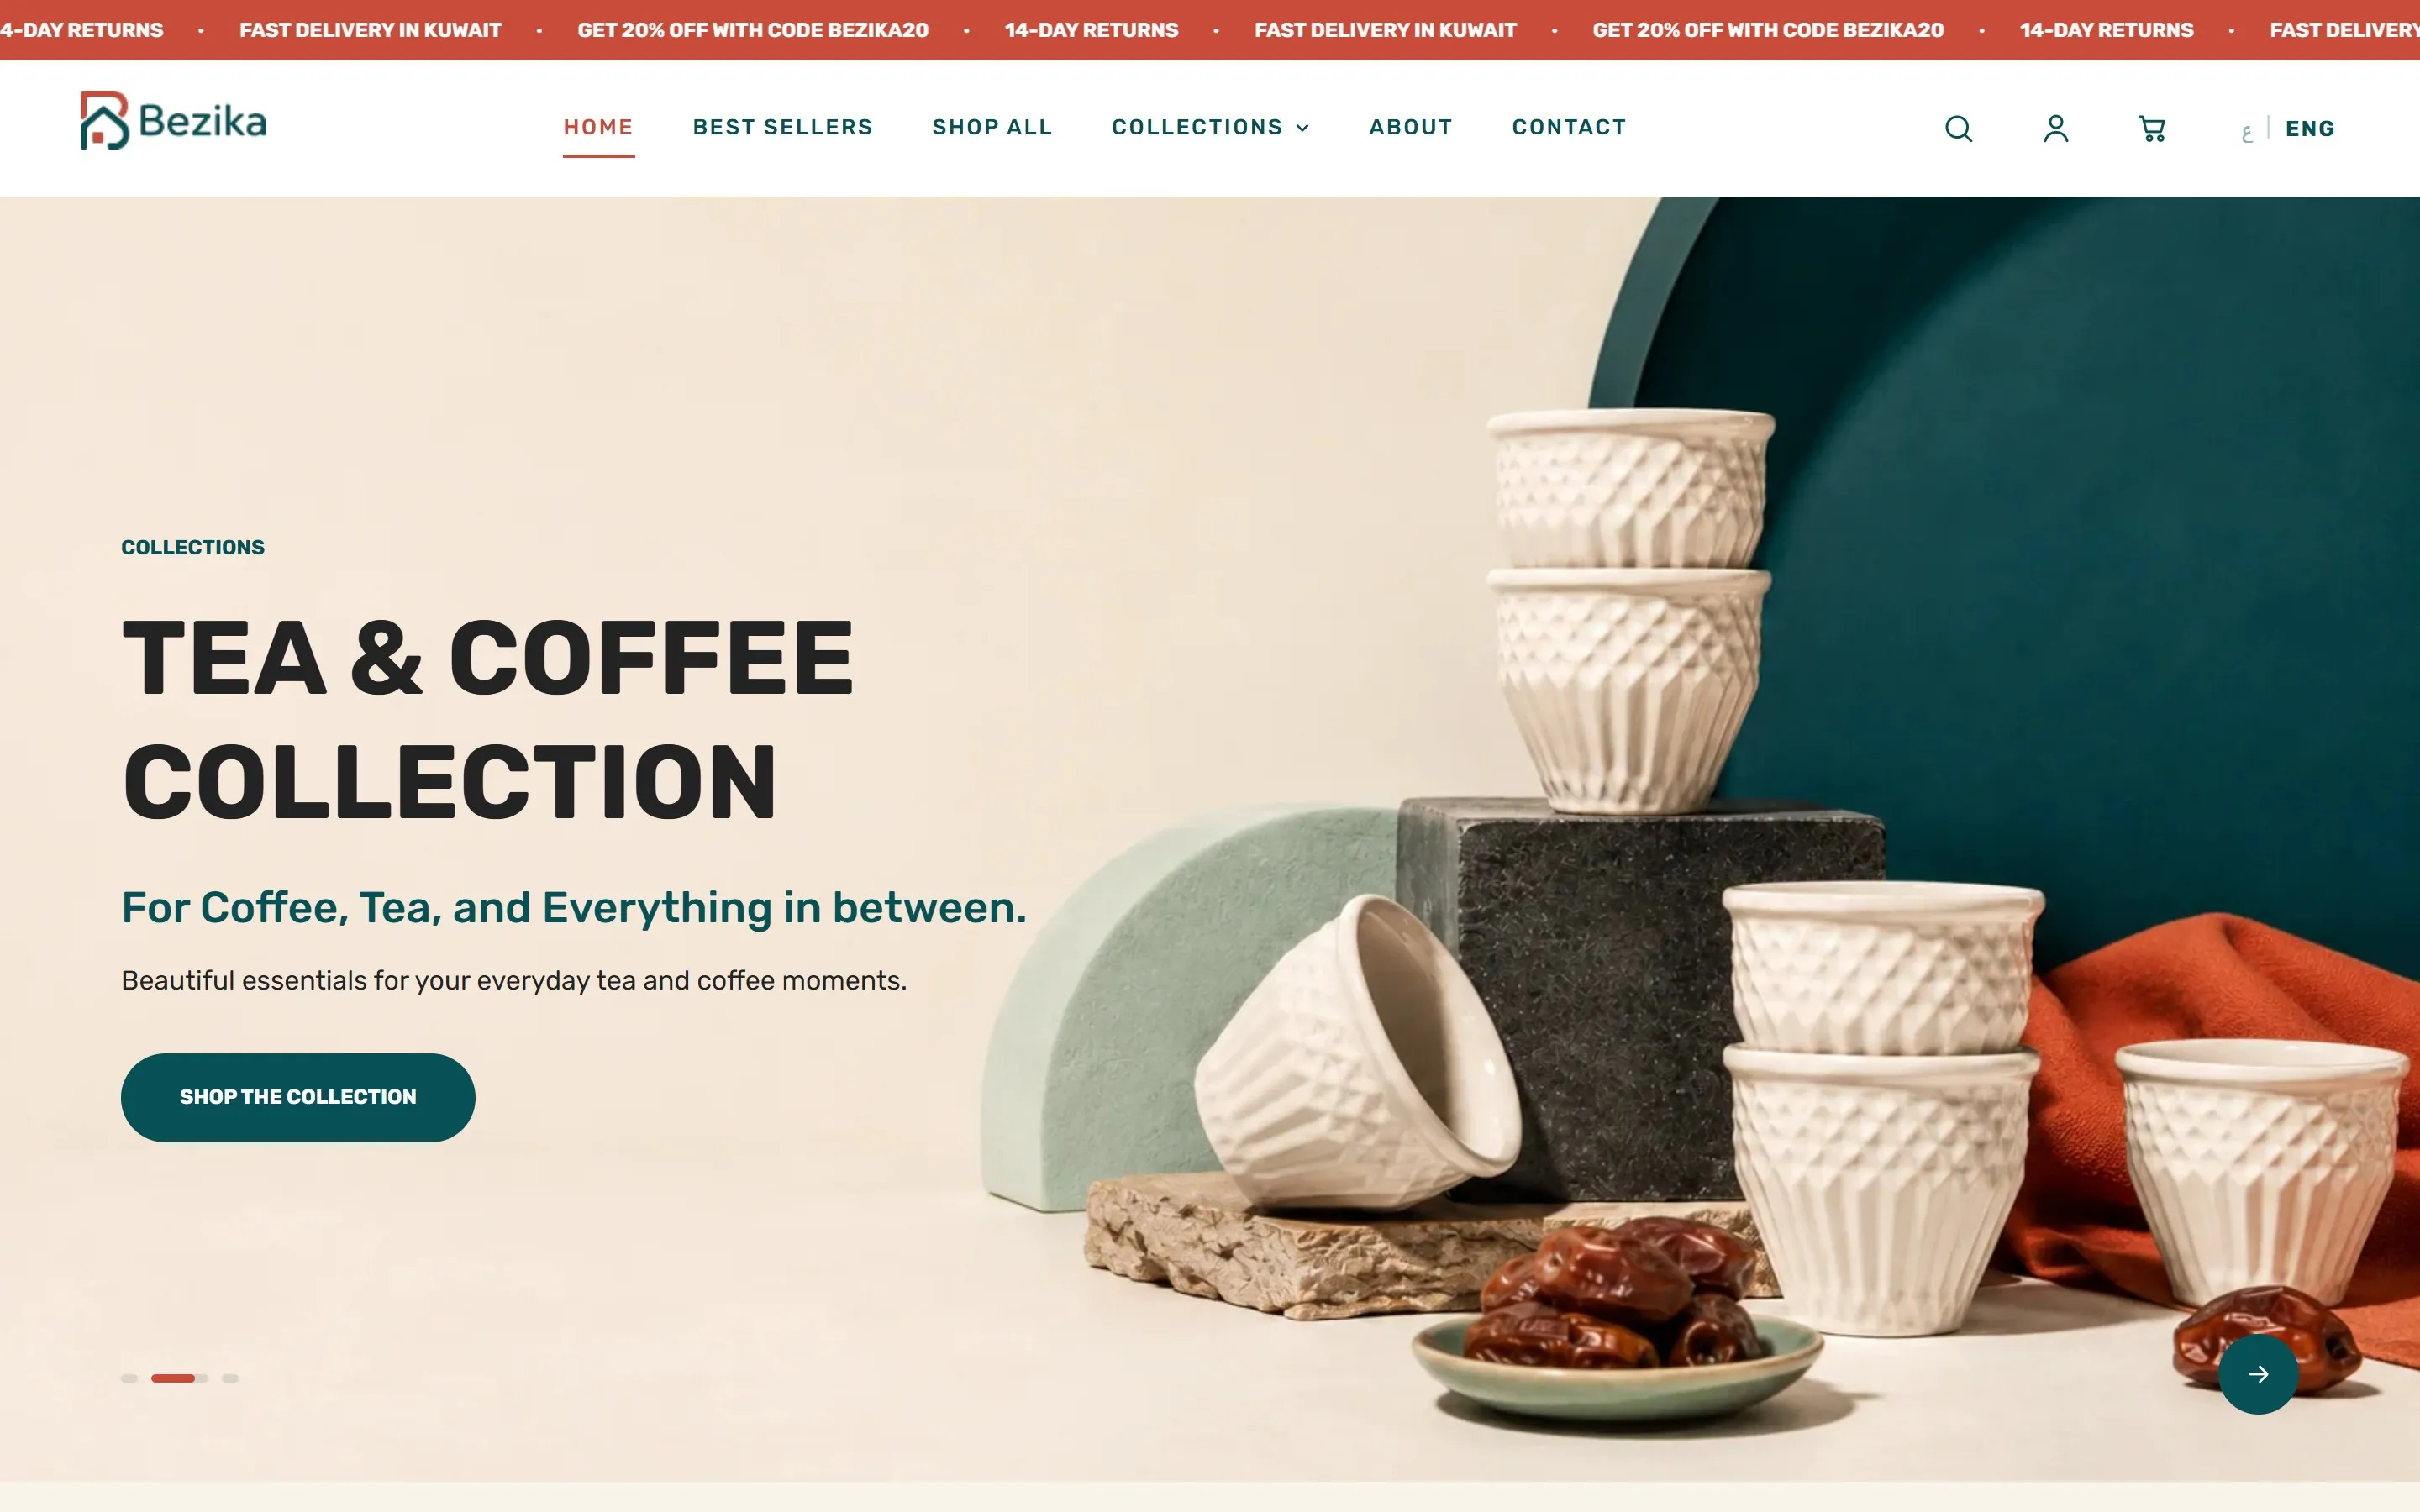 4-DAY RETURNS • FAST DELIVERY IN KUWAIT • GET 20% OFF WITH CODE BEZIKA20 • 14-DAY RETURNS • FAST DELIVERY IN KUWAIT • GET 20% OFF WITH CODE BEZIKA20 • 14-DAY RETURNS • FAST DELIVERY
Bezika
HOME BEST SELLERS SHOP ALL COLLECTIONS ABOUT CONTACT ع | ENG
COLLECTIONS
TEA & COFFEE
COLLECTION
For Coffee, Tea, and Everything in between.
Beautiful essentials for your everyday tea and coffee moments.
SHOP THE COLLECTION